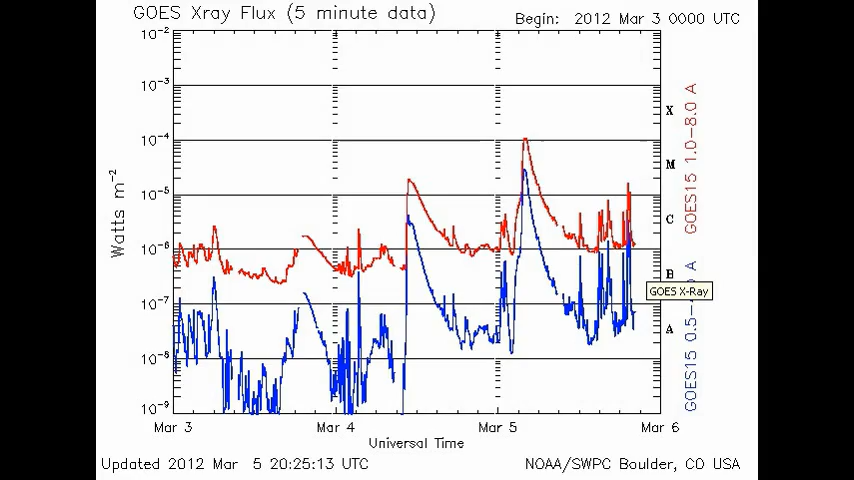 GOES Xray Flux (5 minute data)
Begin: 2012 Mar 3 0000 UTC
10-2
10-3
10-4
10-5
10-6
10-7
10-8
10-9
Watts m-2
X
M
C
B
A
GOES15 1.0-8.0 A
GOES15 0.5- A
GOES X-Ray
Mar 3
Mar 4
Mar 5
Mar 6
Universal Time
Updated 2012 Mar 5 20:25:13 UTC
NOAA/SWPC Boulder, CO USA